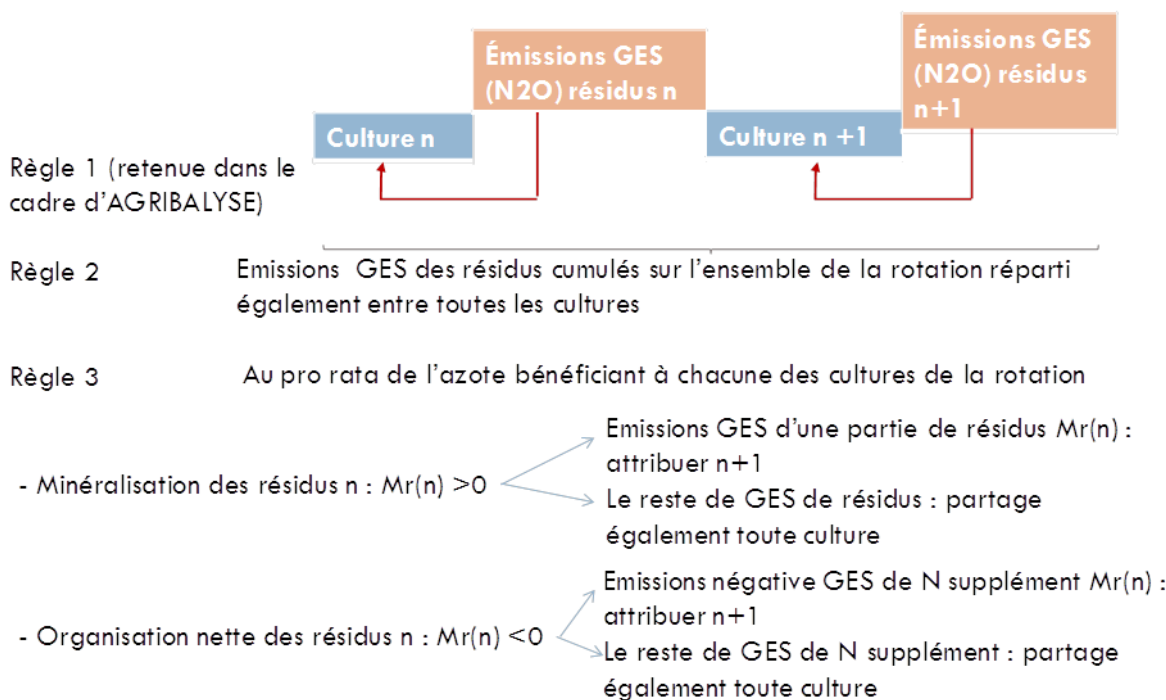 Émissions GES
(N2O) résidus n
Émissions GES
(N2O) résidus
n+1
Culture n
Culture n +1
Règle 1 (retenue dans le
cadre d'AGRIBALYSE)
Règle 2
Emissions GES des résidus cumulés sur l'ensemble de la rotation réparti
également entre toutes les cultures
Règle 3
Au pro rata de l'azote bénéficiant à chacune des cultures de la rotation
- Minéralisation des résidus n : Mr(n) >0
Emissions GES d'une partie de résidus Mr(n) :
attribuer n+1
Le reste de GES de résidus : partage
également toute culture
- Organisation nette des résidus n : Mr(n) <0
Emissions négative GES de N supplément Mr(n) :
attribuer n+1
Le reste de GES de N supplément : partage
également toute culture